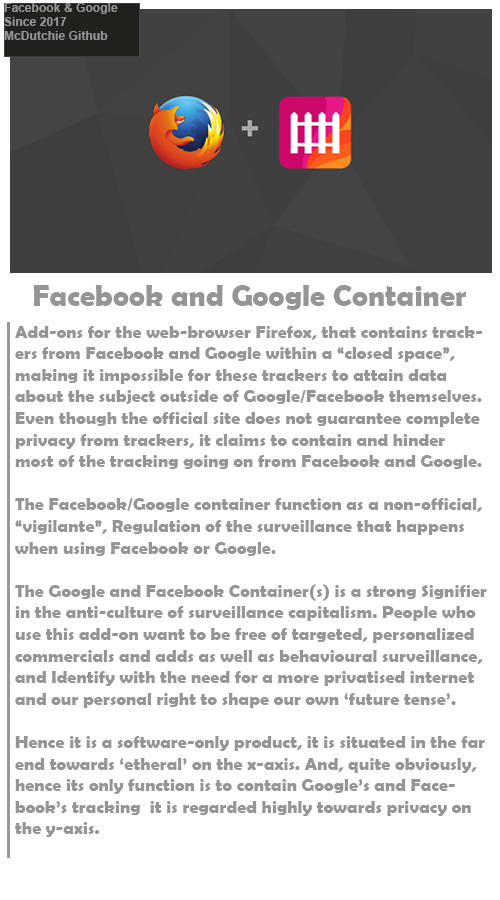 Facebook & Google
Since 2017
McDutchie Github
Facebook and Google Container
Add-ons for the web-browser Firefox, that contains track-
ers from Facebook and Google within a “closed space”,
making it impossible for these trackers to attain data
about the subject outside of Google/Facebook themselves.
Even though the official site does not guarantee complete
privacy from trackers, it claims to contain and hinder
most of the tracking going on from Facebook and Google.
The Facebook/Google container function as a non-official,
“vigilante”, Regulation of the surveillance that happens
when using Facebook or Google.
The Google and Facebook Container(s) is a strong Signifier
in the anti-culture of surveillance capitalism. People who
use this add-on want to be free of targeted, personalized
commercials and adds as well as behavioural surveillance,
and Identify with the need for a more privatised internet
and our personal right to shape our own ‘future tense’.
Hence it is a software-only product, it is situated in the far
end towards ‘etheral’ on the x-axis. And, quite obviously,
hence its only function is to contain Google’s and Face-
book’s tracking  it is regarded highly towards privacy on
the y-axis.